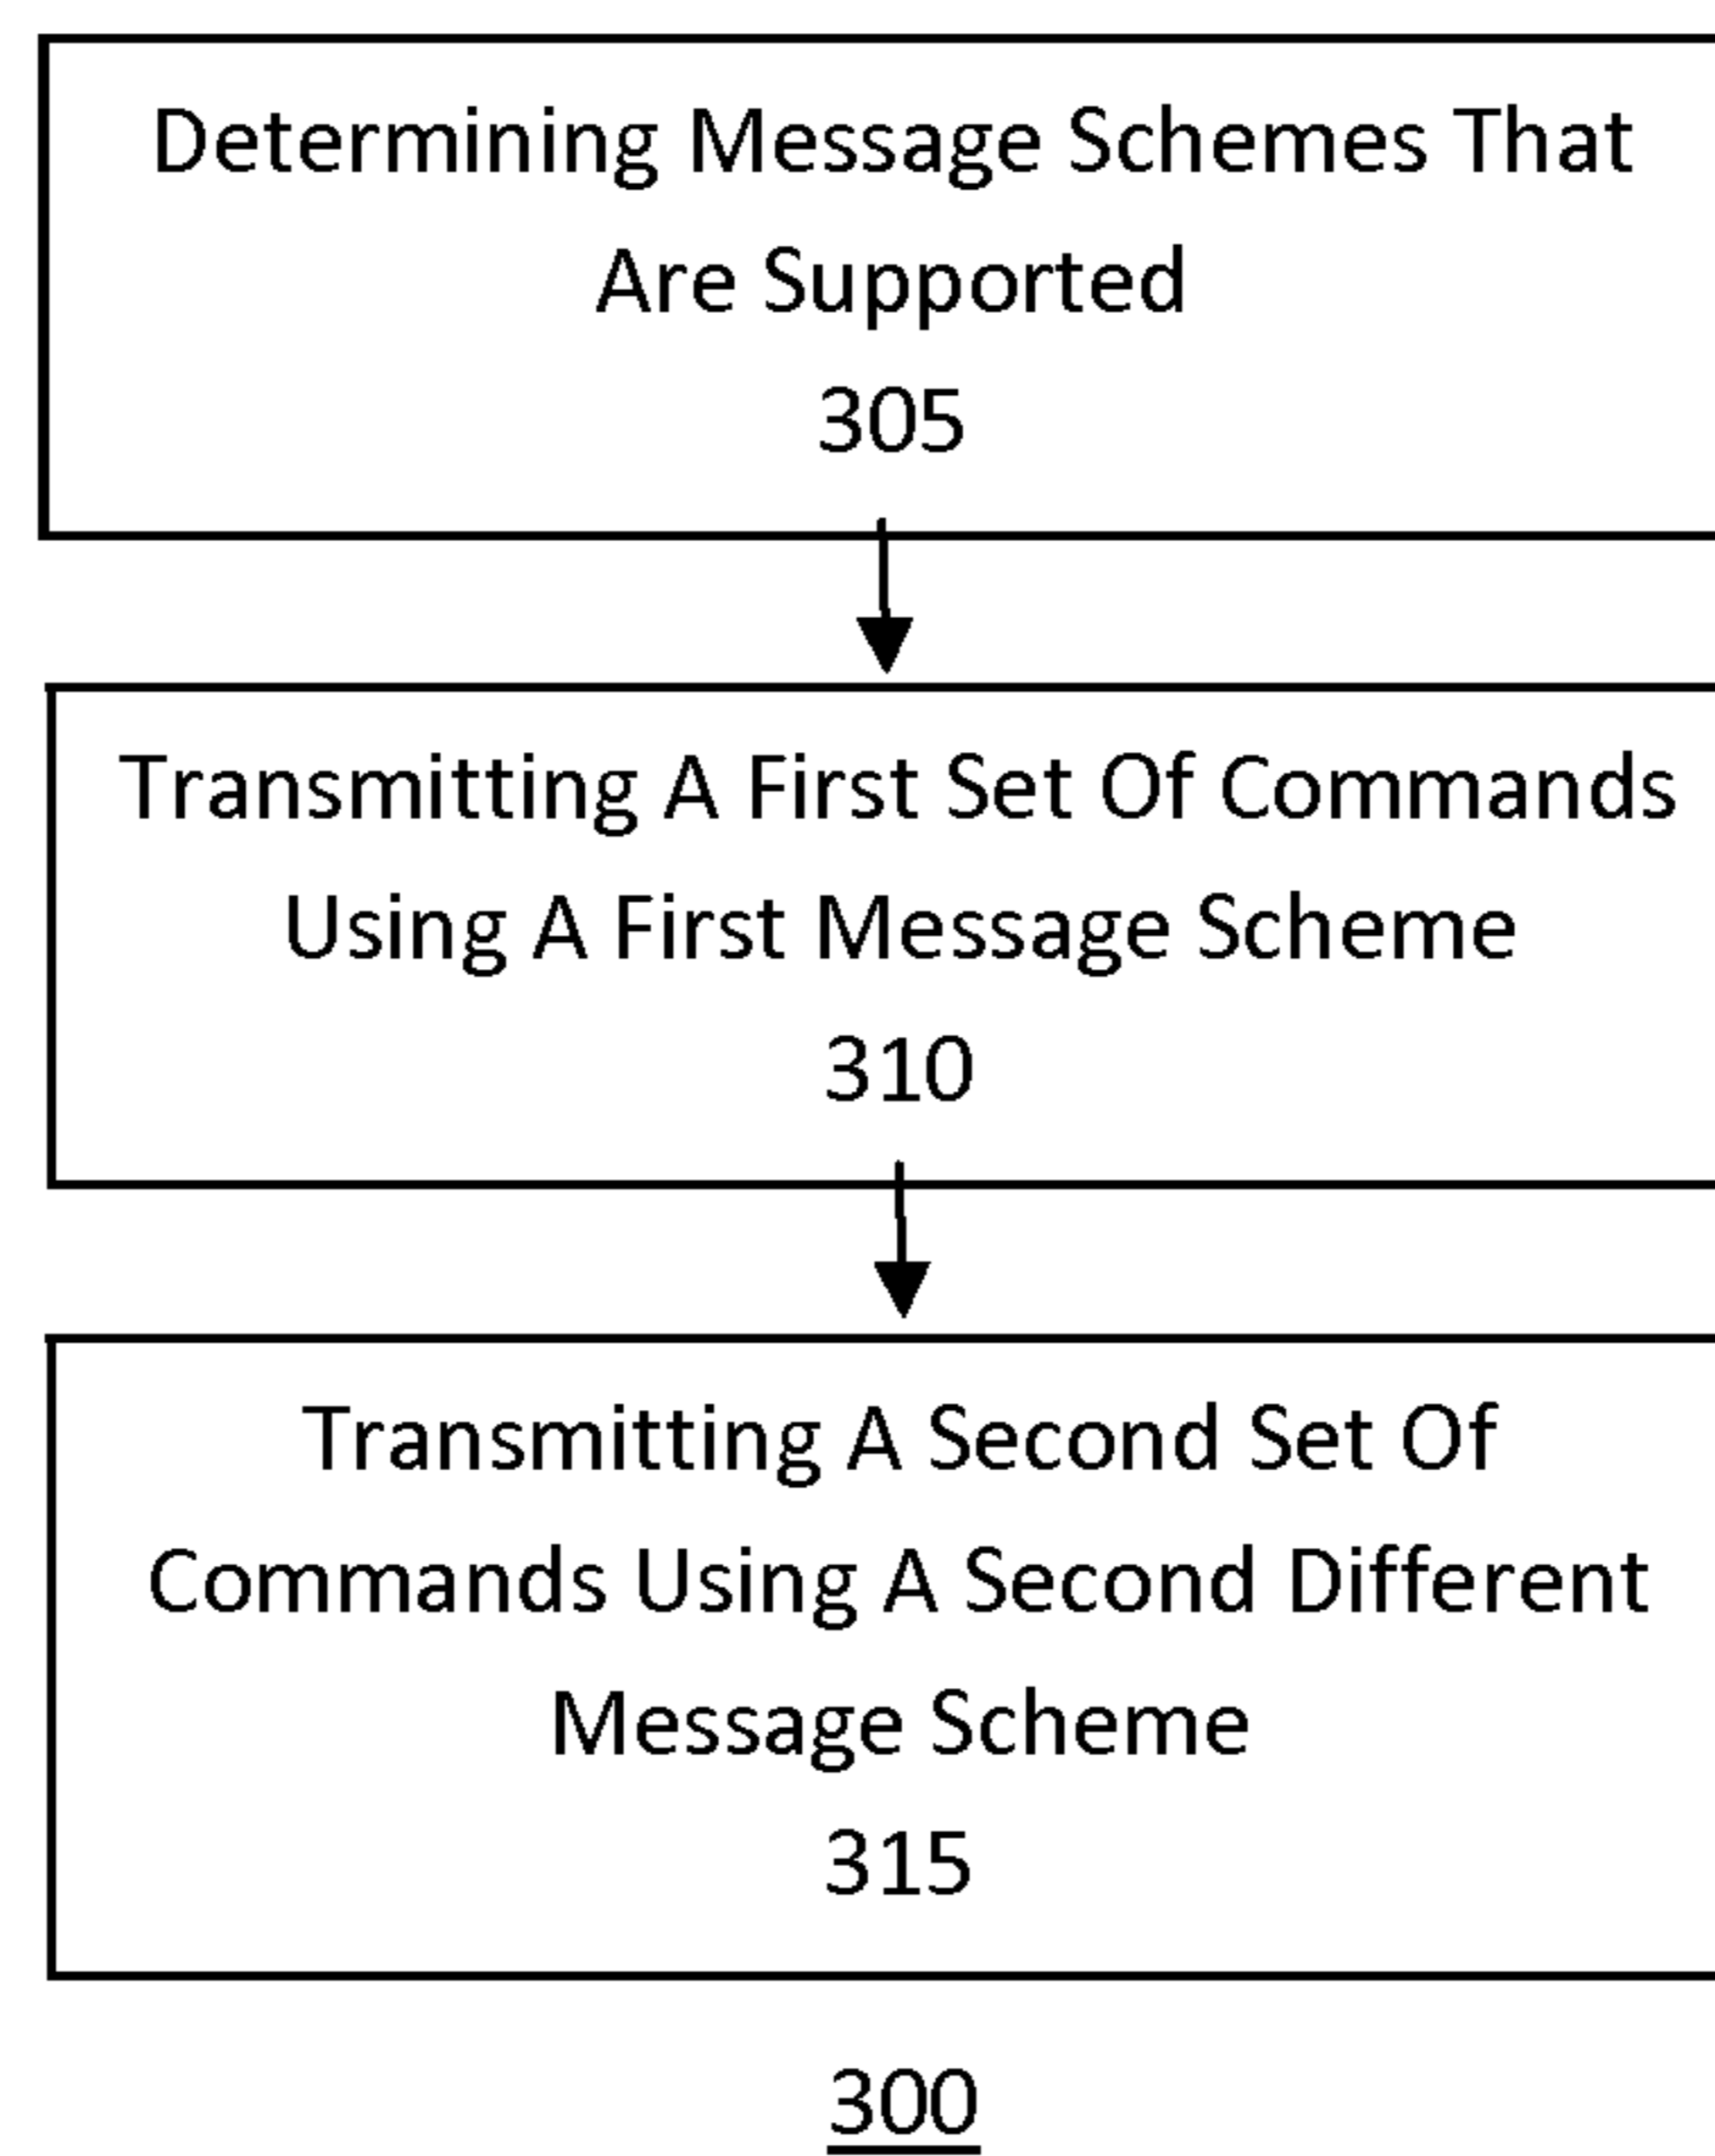 Determining Message Schemes That
Are Supported
305
Transmitting A First Set Of Commands
Using A First Message Scheme
310
Transmitting A Second Set Of
Commands Using A Second Different
Message Scheme
315
300